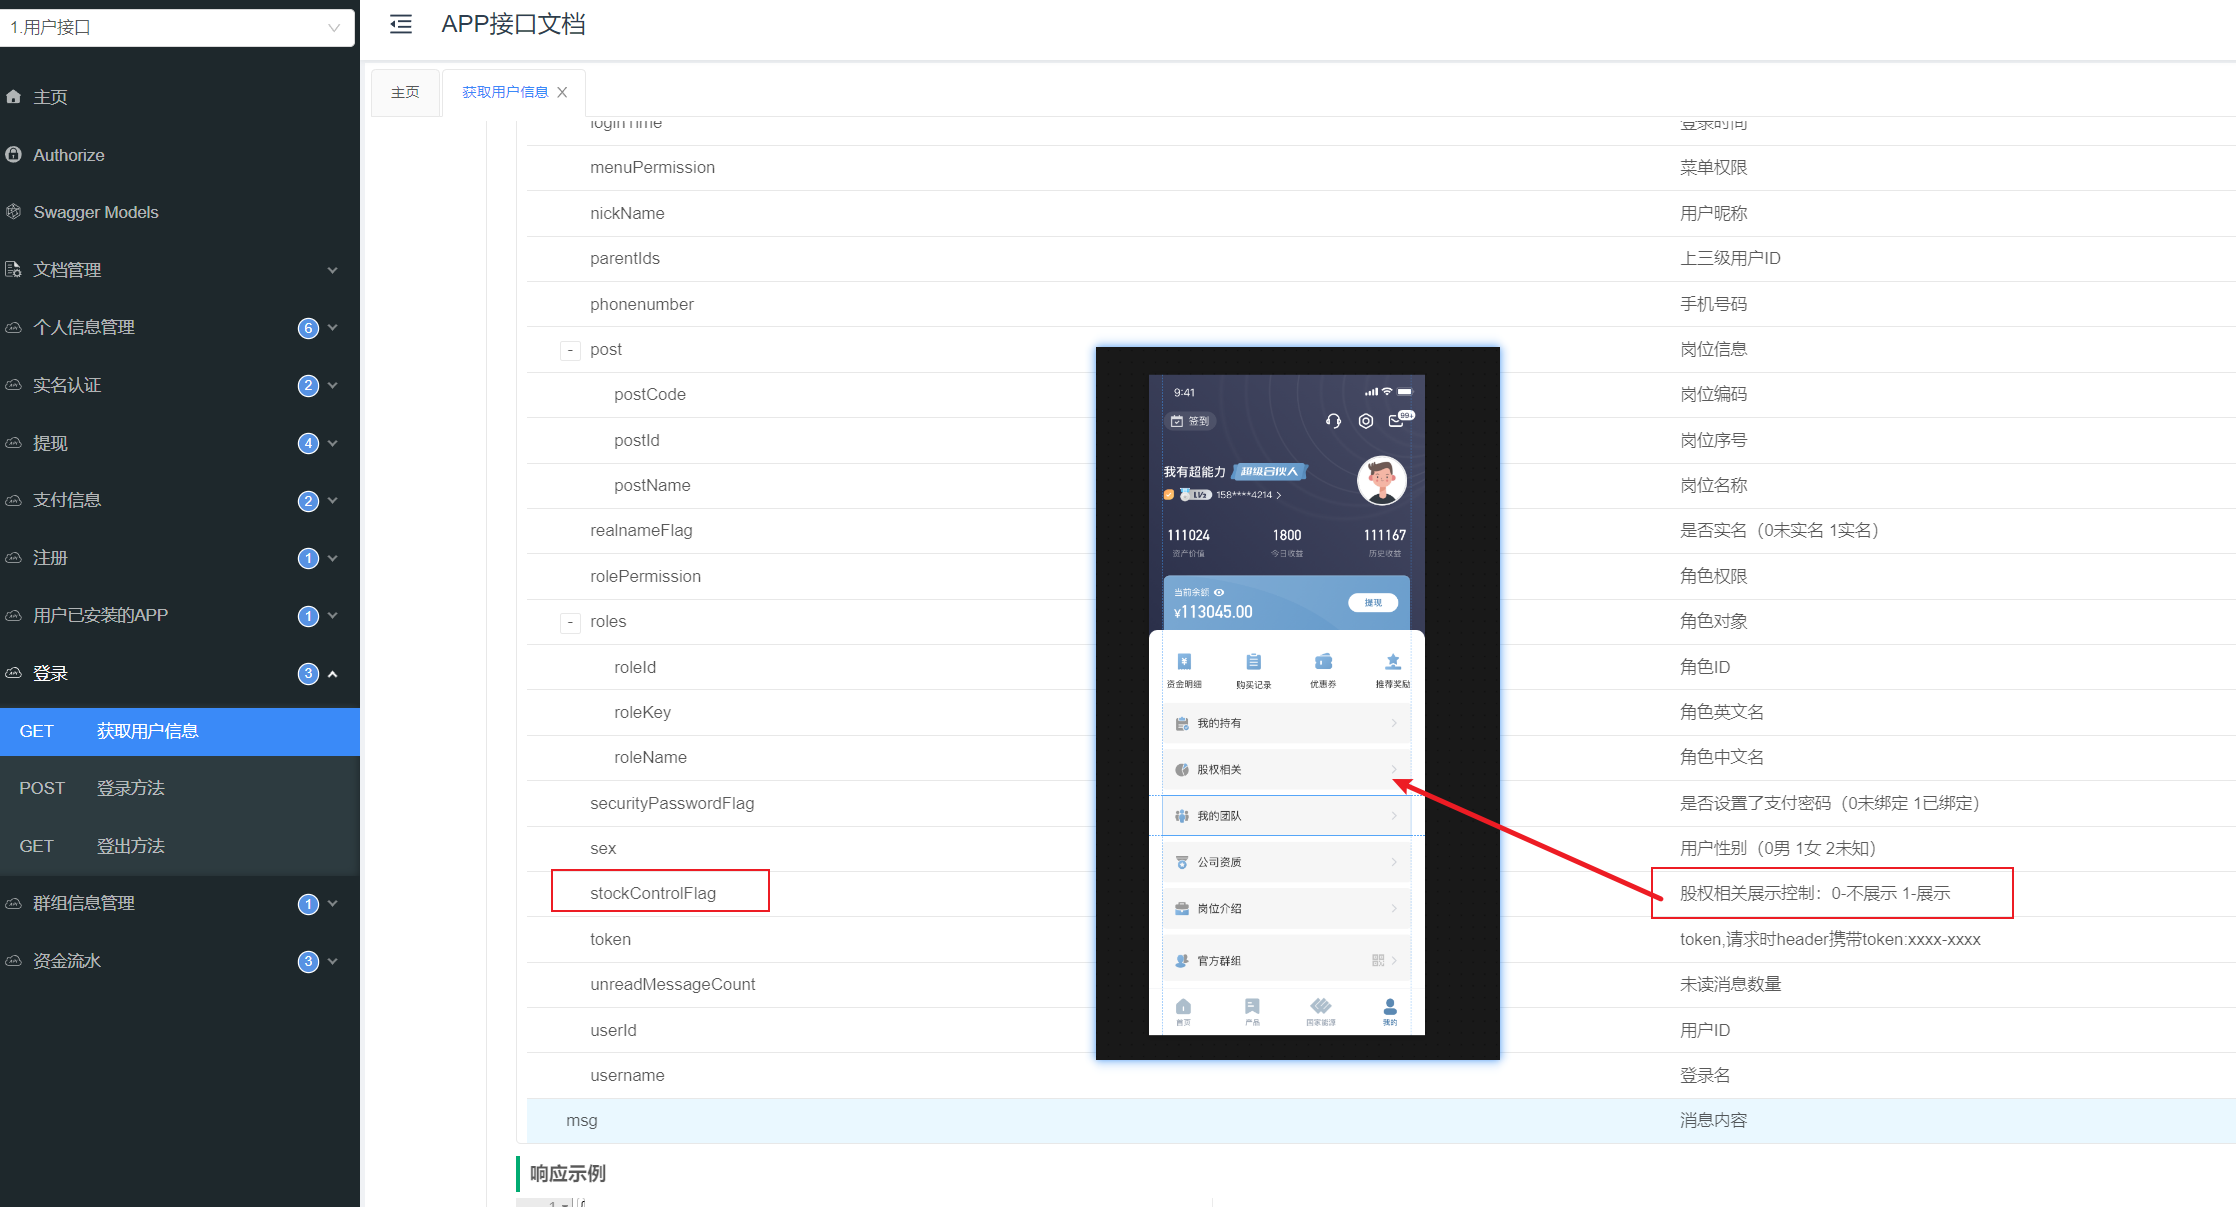 1.用户接口
主页
Authorize
Swagger Models
文档管理
个人信息管理 6
实名认证 2
提现 4
支付信息 2
注册 1
用户已安装的APP 1
登录 3
GET 获取用户信息
POST 登录方法
GET 登出方法
群组信息管理 1
资金流水 3
APP接口文档
主页 获取用户信息
loginTime 登录时间
menuPermission 菜单权限
nickName 用户昵称
parentIds 上三级用户ID
phonenumber 手机号码
- post 岗位信息
postCode 岗位编码
postId 岗位序号
postName 岗位名称
realnameFlag 是否实名（0未实名 1实名）
rolePermission 角色权限
- roles 角色对象
roleId 角色ID
roleKey 角色英文名
roleName 角色中文名
securityPasswordFlag 是否设置了支付密码（0未绑定 1已绑定）
sex 用户性别（0男 1女 2未知）
stockControlFlag 股权相关展示控制：0-不展示 1-展示
token token,请求时header携带token:xxxx-xxxx
unreadMessageCount 未读消息数量
userId 用户ID
username 登录名
msg 消息内容
响应示例
1
9:41
签到 99+
我有超能力 超级合伙人
LV2 158****4214
111024 1800 111167
资产价值 今日收益 历史收益
当前余额
¥113045.00 提现
资金明细 购买记录 优惠券 推荐奖励
我的持有
股权相关
我的团队
公司资质
岗位介绍
官方群组
首页 产品 国家能源 我的